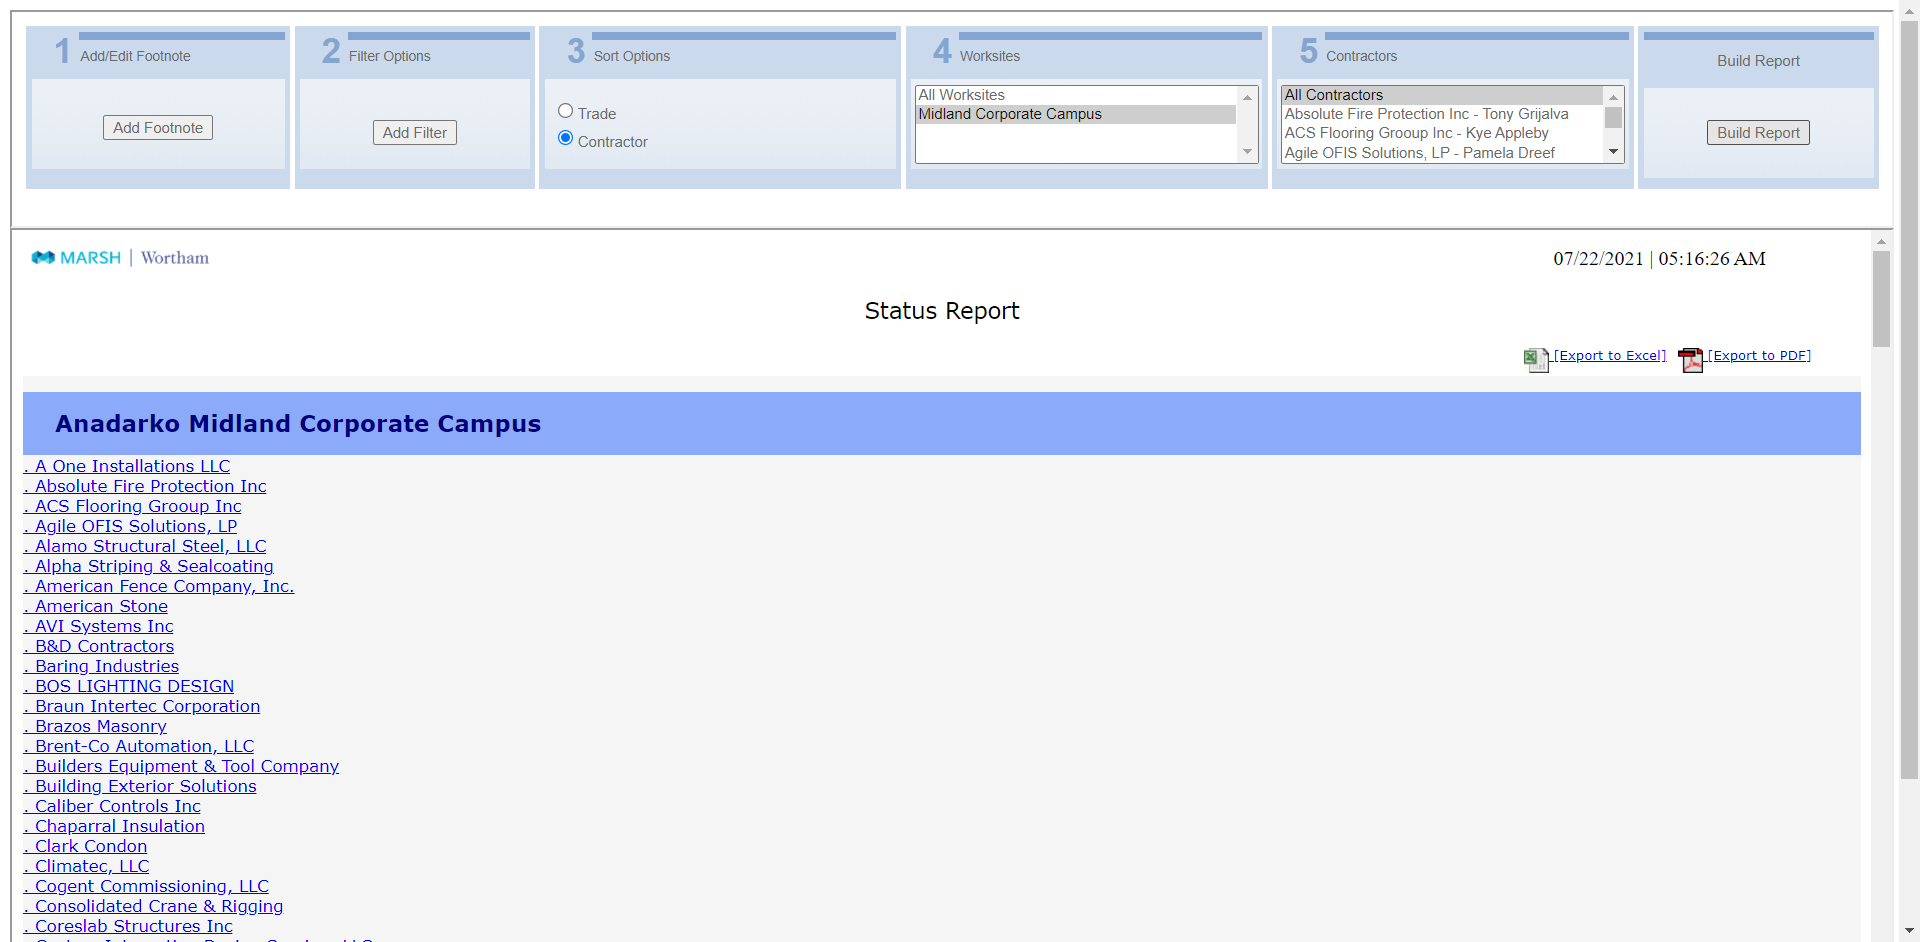 1 Add/Edit Footnote
Add Footnote
2 Filter Options
Add Filter
3 Sort Options
Trade
Contractor
4 Worksites
All Worksites
Midland Corporate Campus
5 Contractors
All Contractors
Absolute Fire Protection Inc - Tony Grijalva
ACS Flooring Grooup Inc - Kye Appleby
Agile OFIS Solutions, LP - Pamela Dreef
Build Report
Build Report
MARSH | Wortham
07/22/2021 | 05:16:26 AM
Status Report
[Export to Excel] [Export to PDF]
Anadarko Midland Corporate Campus
. A One Installations LLC
. Absolute Fire Protection Inc
. ACS Flooring Grooup Inc
. Agile OFIS Solutions, LP
. Alamo Structural Steel, LLC
. Alpha Striping & Sealcoating
. American Fence Company, Inc.
. American Stone
. AVI Systems Inc
. B&D Contractors
. Baring Industries
. BOS LIGHTING DESIGN
. Braun Intertec Corporation
. Brazos Masonry
. Brent-Co Automation, LLC
. Builders Equipment & Tool Company
. Building Exterior Solutions
. Caliber Controls Inc
. Chaparral Insulation
. Clark Condon
. Climatec, LLC
. Cogent Commissioning, LLC
. Consolidated Crane & Rigging
. Coreslab Structures Inc